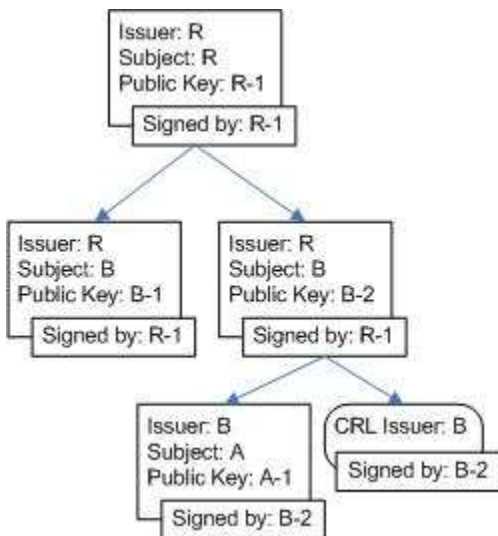 Issuer: R
Subject: R
Public Key: R-1
Signed by: R-1
Issuer: R
Subject: B
Public Key: B-1
Signed by: R-1
Issuer: R
Subject: B
Public Key: B-2
Signed by: R-1
Issuer: B
Subject: A
Public Key: A-1
Signed by: B-2
CRL Issuer: B
Signed by: B-2